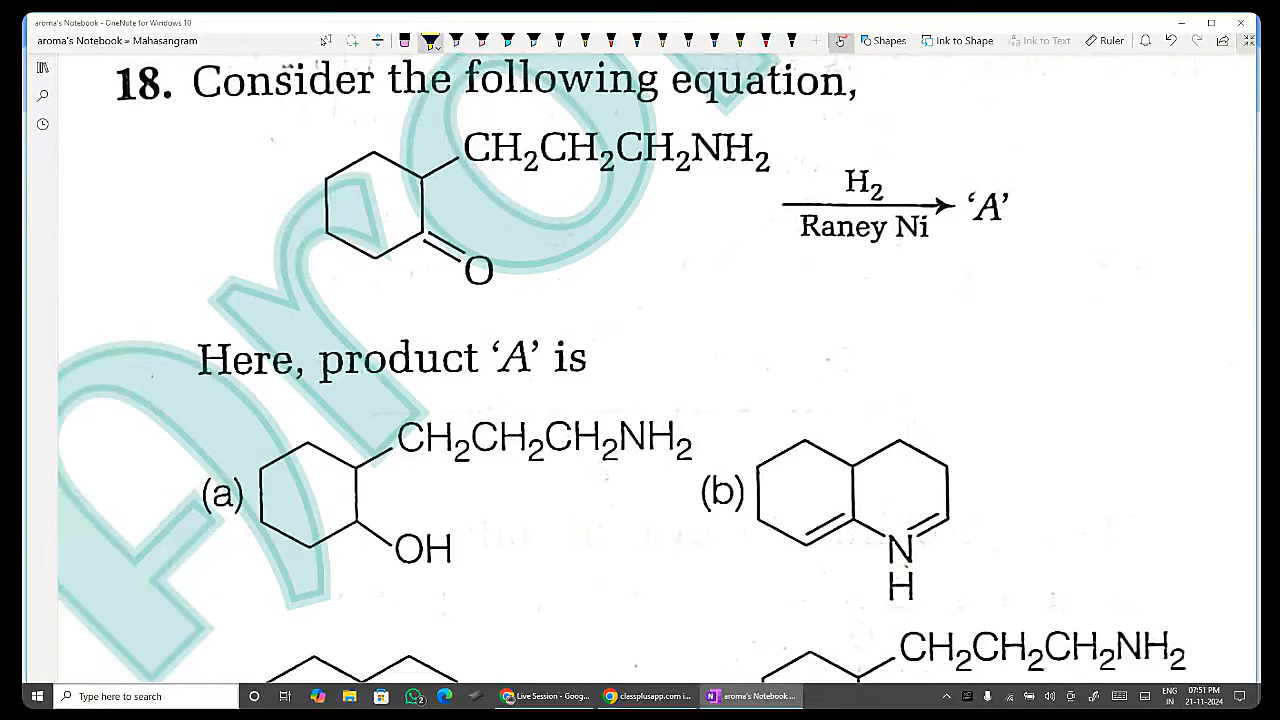 aroma's Notebook - OneNote for Windows 10
aroma's Notebook » Mahasangram
Shapes
Ink to Shape
Ink to Text
Ruler
18. Consider the following equation,
CH₂CH₂CH₂NH₂
O
H₂
Raney Ni
‘A’
Here, product ‘A’ is
(a)
CH₂CH₂CH₂NH₂
OH
(b)
N
H
CH₂CH₂CH₂NH₂
Type here to search
Live Session - Goog...
classplusapp.com i...
aroma's Notebook ...
ENG
IN
07:51 PM
21-11-2024